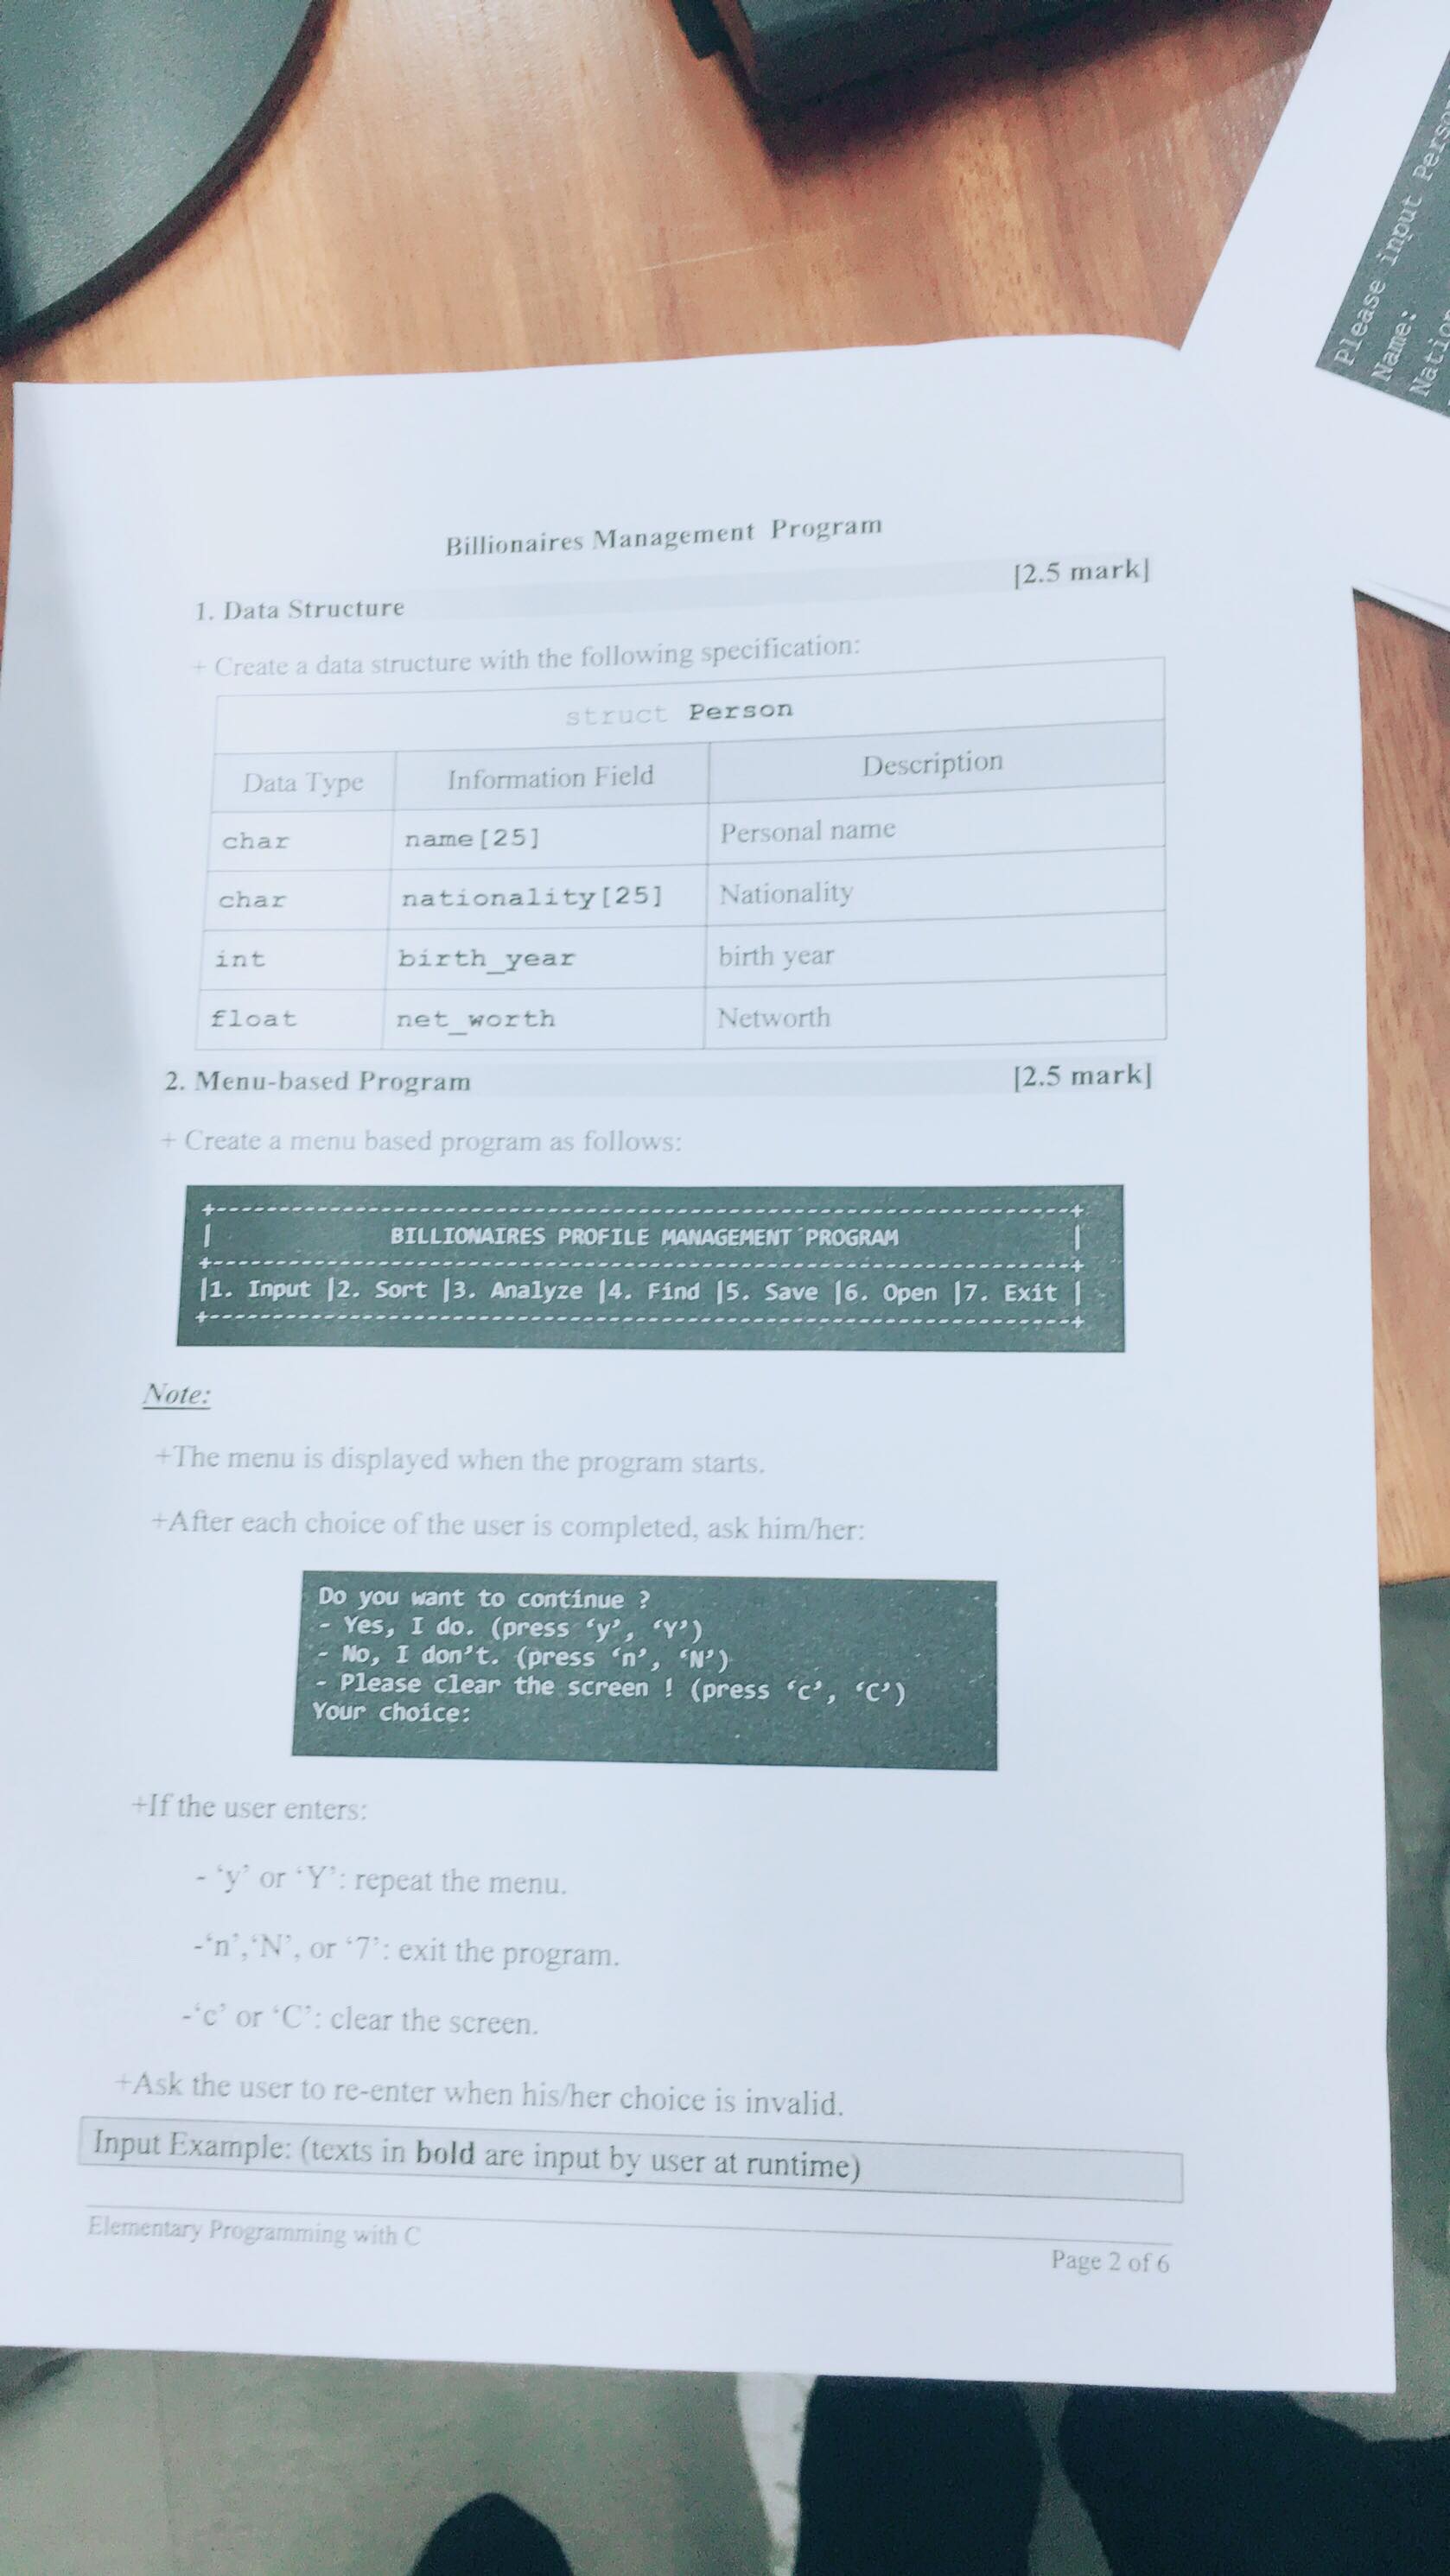 Please input
Name:
Billionaires Management Program
1. Data Structure [2.5 mark]
+ Create a data structure with the following specification:
struct Person
Data Type Information Field Description
char name[25] Personal name
char nationality[25] Nationality
int birth_year birth year
float net_worth Networth
2. Menu-based Program [2.5 mark]
+ Create a menu based program as follows:
+-------------------------------------------------------------------+
| BILLIONAIRES PROFILE MANAGEMENT PROGRAM |
+-------------------------------------------------------------------+
|1. Input |2. Sort |3. Analyze |4. Find |5. Save |6. Open |7. Exit |
+-------------------------------------------------------------------+
Note:
+The menu is displayed when the program starts.
+After each choice of the user is completed, ask him/her:
Do you want to continue ?
- Yes, I do. (press ‘y’, ‘Y’)
- No, I don’t. (press ‘n’, ‘N’)
- Please clear the screen ! (press ‘c’, ‘C’)
Your choice:
+If the user enters:
- ‘y’ or ‘Y’: repeat the menu.
-‘n’,‘N’, or ‘7’: exit the program.
-‘c’ or ‘C’: clear the screen.
+Ask the user to re-enter when his/her choice is invalid.
Input Example: (texts in bold are input by user at runtime)
Elementary Programming with C
Page 2 of 6